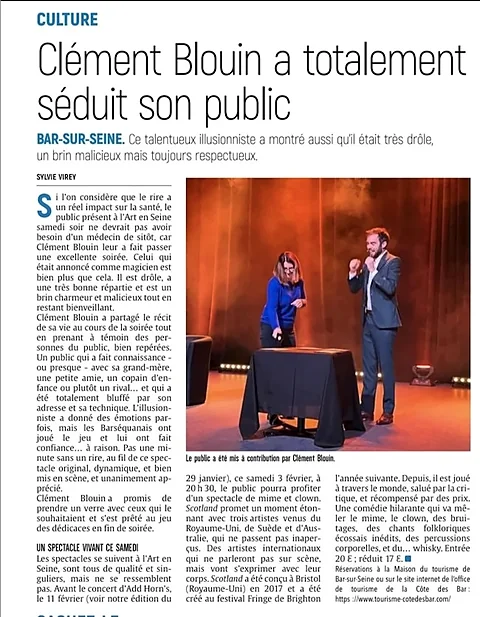 CULTURE
Clément Blouin a totalement
séduit son public
BAR-SUR-SEINE. Ce talentueux illusionniste a montré aussi qu'il était très drôle,
un brin malicieux mais toujours respectueux.
SYLVIE VIREY
Si l'on considère que le rire a
un réel impact sur la santé, le
public présent à l'Art en Seine
samedi soir ne devrait pas avoir
besoin d'un médecin de sitôt, car
Clément Blouin leur a fait passer
une excellente soirée. Celui qui
était annoncé comme magicien est
bien plus que cela. Il est drôle, a
une très bonne répartie et est un
brin charmeur et malicieux tout en
restant bienveillant.
Clément Blouin a partagé le récit
de sa vie au cours de la soirée tout
en prenant à témoin des per-
sonnes du public, bien repérées.
Un public qui a fait connaissance -
ou presque - avec sa grand-mère,
une petite amie, un copain d'en-
fance ou plutôt un rival... et qui a
été totalement bluffé par son
adresse et sa technique. L'illusion-
niste a donné des émotions par-
fois, mais les Barséquanais ont
joué le jeu et lui ont fait
confiance... à raison. Pas une mi-
nute sans un rire, au fil de ce spec-
tacle original, dynamique, et bien
mis en scène, et unanimement ap-
précié.
Clément Blouin a promis de
prendre un verre avec ceux qui le
souhaitaient et s'est prêté au jeu
des dédicaces en fin de soirée.
UN SPECTACLE VIVANT CE SAMEDI
Les spectacles se suivent à l'Art en
Seine, sont tous de qualité et sin-
guliers, mais ne se ressemblent
pas. Avant le concert d'Add Horn's,
le 11 février (voir notre édition du
Le public a été mis à contribution par Clément Blouin.
29 janvier), ce samedi 3 février, à
20 h 30, le public pourra profiter
d'un spectacle de mime et clown.
Scotland promet un moment éton-
nant avec trois artistes venus du
Royaume-Uni, de Suède et d'Aus-
tralie, qui ne passent pas inaper-
çus. Des artistes internationaux
qui ne parleront pas sur scène,
mais vont s'exprimer avec leur
corps. Scotland a été conçu à Bristol
(Royaume-Uni) en 2017 et a été
créé au festival Fringe de Brighton
l'année suivante. Depuis, il est joué
à travers le monde, salué par la cri-
tique, et récompensé par des prix.
Une comédie hilarante qui va mê-
ler le mime, le clown, des brui-
tages, des chants folkloriques
écossais inédits, des percussions
corporelles, et du... whisky. Entrée
20 £ ; réduit 17 £.
Réservations à la Maison du tourisme de
Bar-sur-Seine ou sur le site internet de l'office
de tourisme de la Côte des Bar :
https ://www.tourisme-cotedesbar.com/